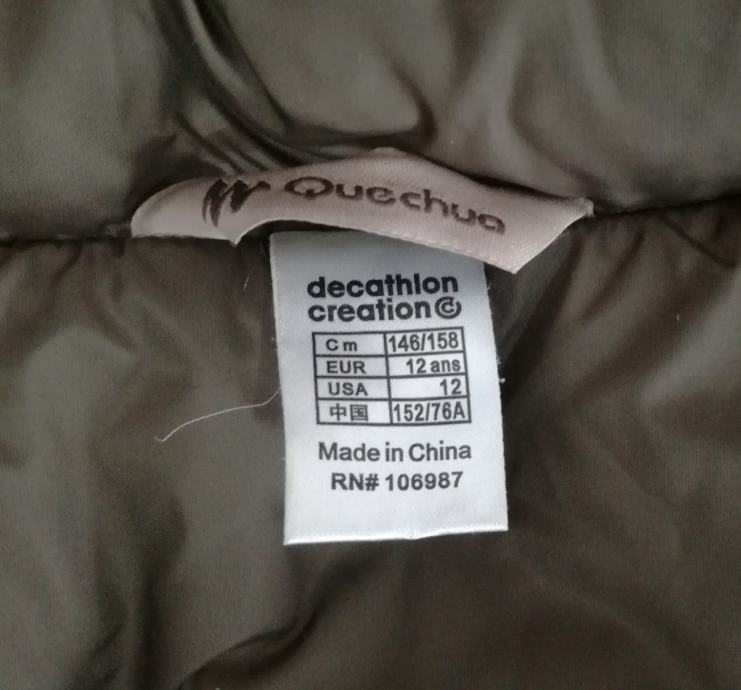 Quechua
decathlon
creation©
Cm 146/158
EUR 12 ans
USA 12
中国 152/76A
Made in China
RN# 106987